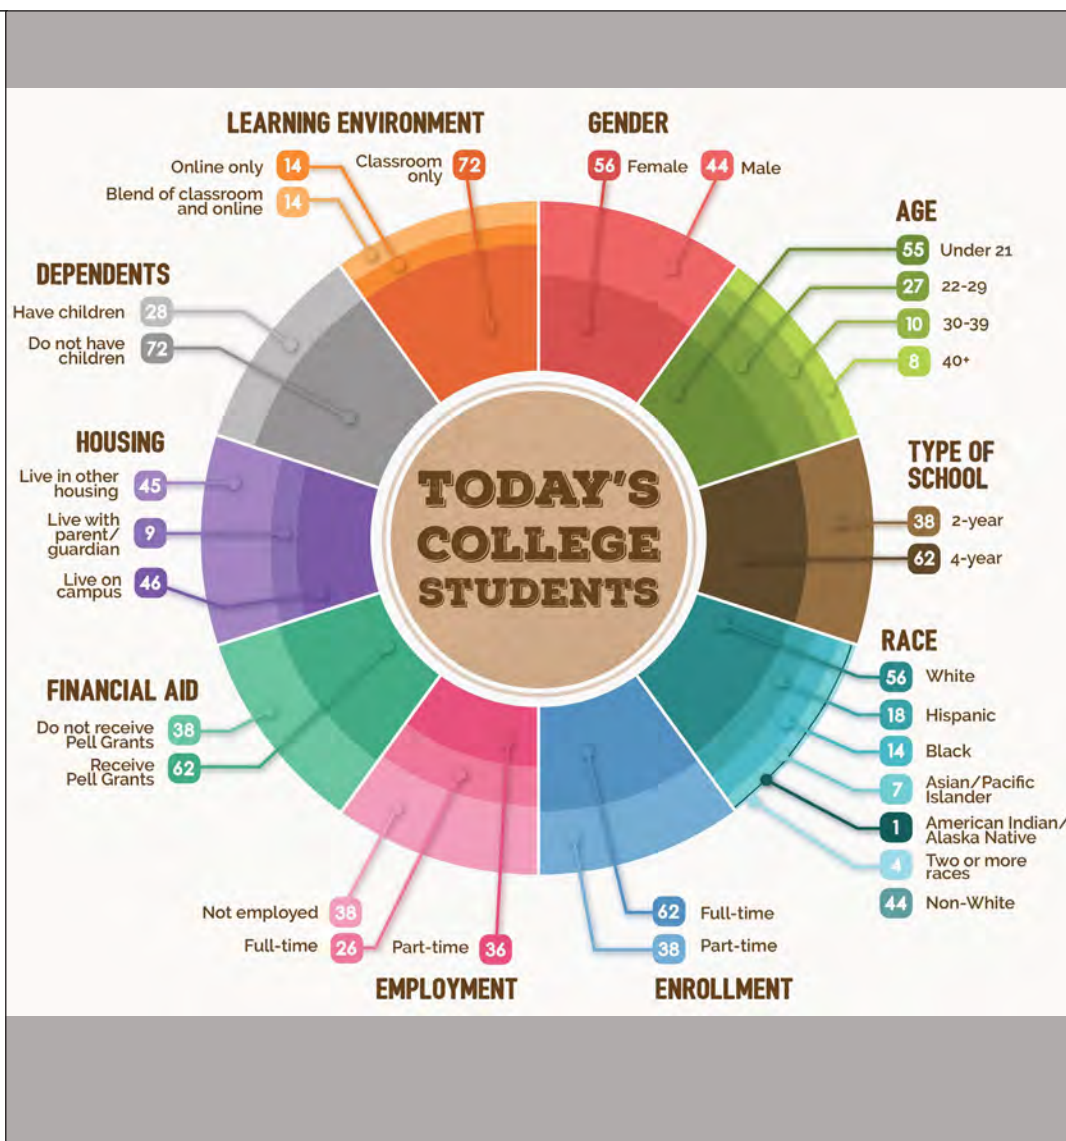 LEARNING ENVIRONMENT
Online only 14
Classroom
only 72
Blend of classroom
and online 14
GENDER
56 Female 44 Male
AGE
55 Under 21
27 22-29
10 30-39
8 40+
DEPENDENTS
Have children 28
Do not have
children 72
HOUSING
Live in other
housing 45
Live with
parent/
guardian 9
Live on
campus 46
TODAY'S
COLLEGE
STUDENTS
TYPE OF
SCHOOL
38 2-year
62 4-year
RACE
56 White
18 Hispanic
14 Black
7 Asian/Pacific
Islander
1 American Indian/
Alaska Native
4 Two or more
races
44 Non-White
FINANCIAL AID
Do not receive
Pell Grants 38
Receive
Pell Grants 62
Not employed 38
Full-time 26 Part-time 36
EMPLOYMENT
62 Full-time
38 Part-time
ENROLLMENT